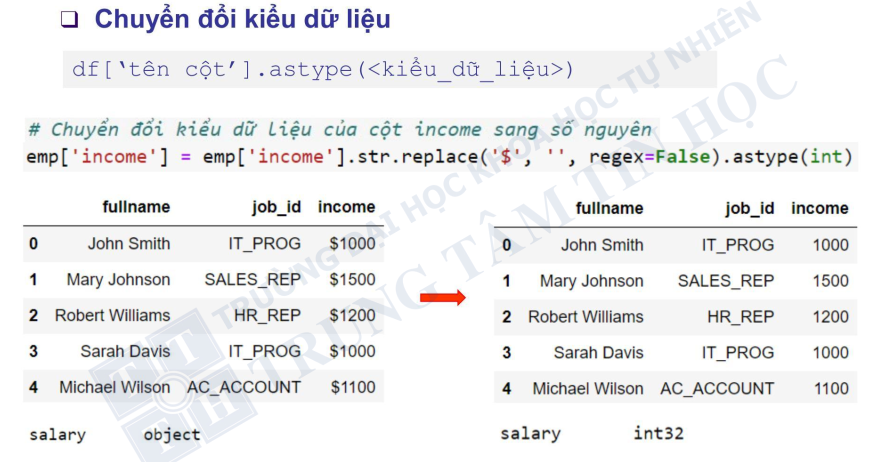 ❑ Chuyển đổi kiểu dữ liệu
df[‘tên cột’].astype(<kiểu_dữ_liệu>)
# Chuyển đổi kiểu dữ liệu của cột income sang số nguyên
emp['income'] = emp['income'].str.replace('$', '', regex=False).astype(int)
fullname job_id income
0 John Smith IT_PROG $1000
1 Mary Johnson SALES_REP $1500
2 Robert Williams HR_REP $1200
3 Sarah Davis IT_PROG $1000
4 Michael Wilson AC_ACCOUNT $1100
salary object
fullname job_id income
0 John Smith IT_PROG 1000
1 Mary Johnson SALES_REP 1500
2 Robert Williams HR_REP 1200
3 Sarah Davis IT_PROG 1000
4 Michael Wilson AC_ACCOUNT 1100
salary int32
TRƯỜNG ĐẠI HỌC KHOA HỌC TỰ NHIÊN
TRUNG TÂM TIN HỌC